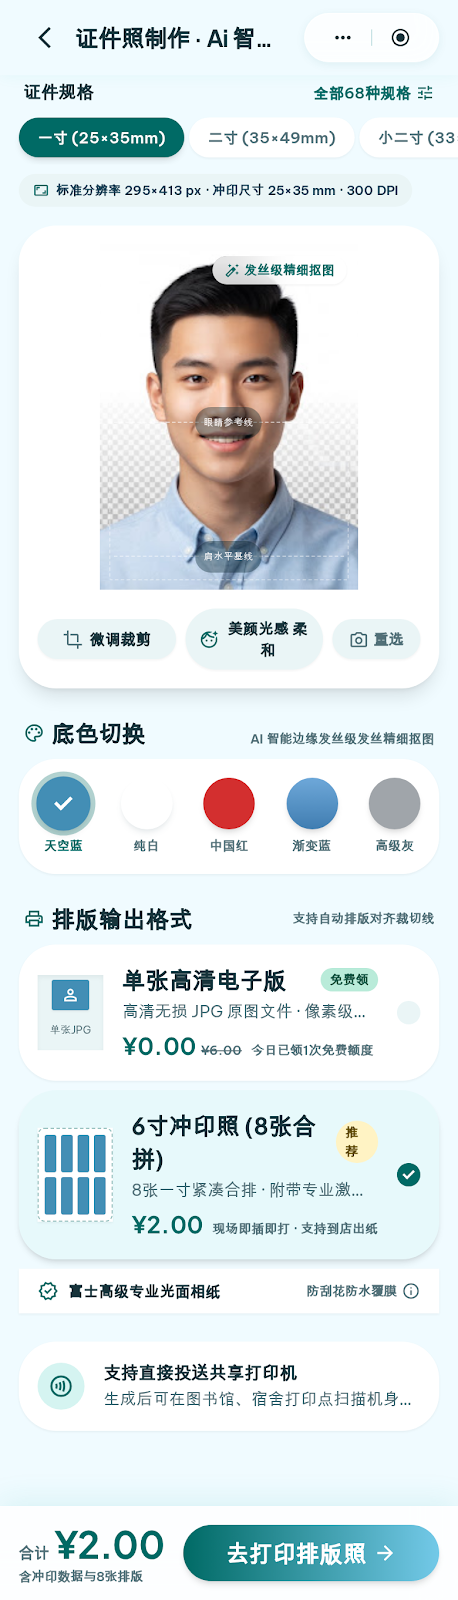 证件照制作 · Ai 智...
证件规格
全部68种规格
一寸 (25×35mm)
二寸 (35×49mm)
小二寸 (33
标准分辨率 295×413 px · 冲印尺寸 25×35 mm · 300 DPI
发丝级精细抠图
眼睛参考线
肩水平基线
微调裁剪
美颜光感 柔
和
重选
底色切换
AI 智能边缘发丝级发丝精细抠图
天空蓝
纯白
中国红
渐变蓝
高级灰
排版输出格式
支持自动排版对齐裁切线
单张JPG
单张高清电子版
免费领
高清无损 JPG 原图文件 · 像素级...
¥0.00 ¥6.00 今日已领1次免费额度
6寸冲印照 (8张合
拼)
推
荐
8张一寸紧凑合排 · 附带专业激...
¥2.00 现场即插即打 · 支持到店出纸
富士高级专业光面相纸
防刮花防水覆膜
支持直接投送共享打印机
生成后可在图书馆、宿舍打印点扫描机身...
合计 ¥2.00
含冲印数据与8张排版
去打印排版照 →